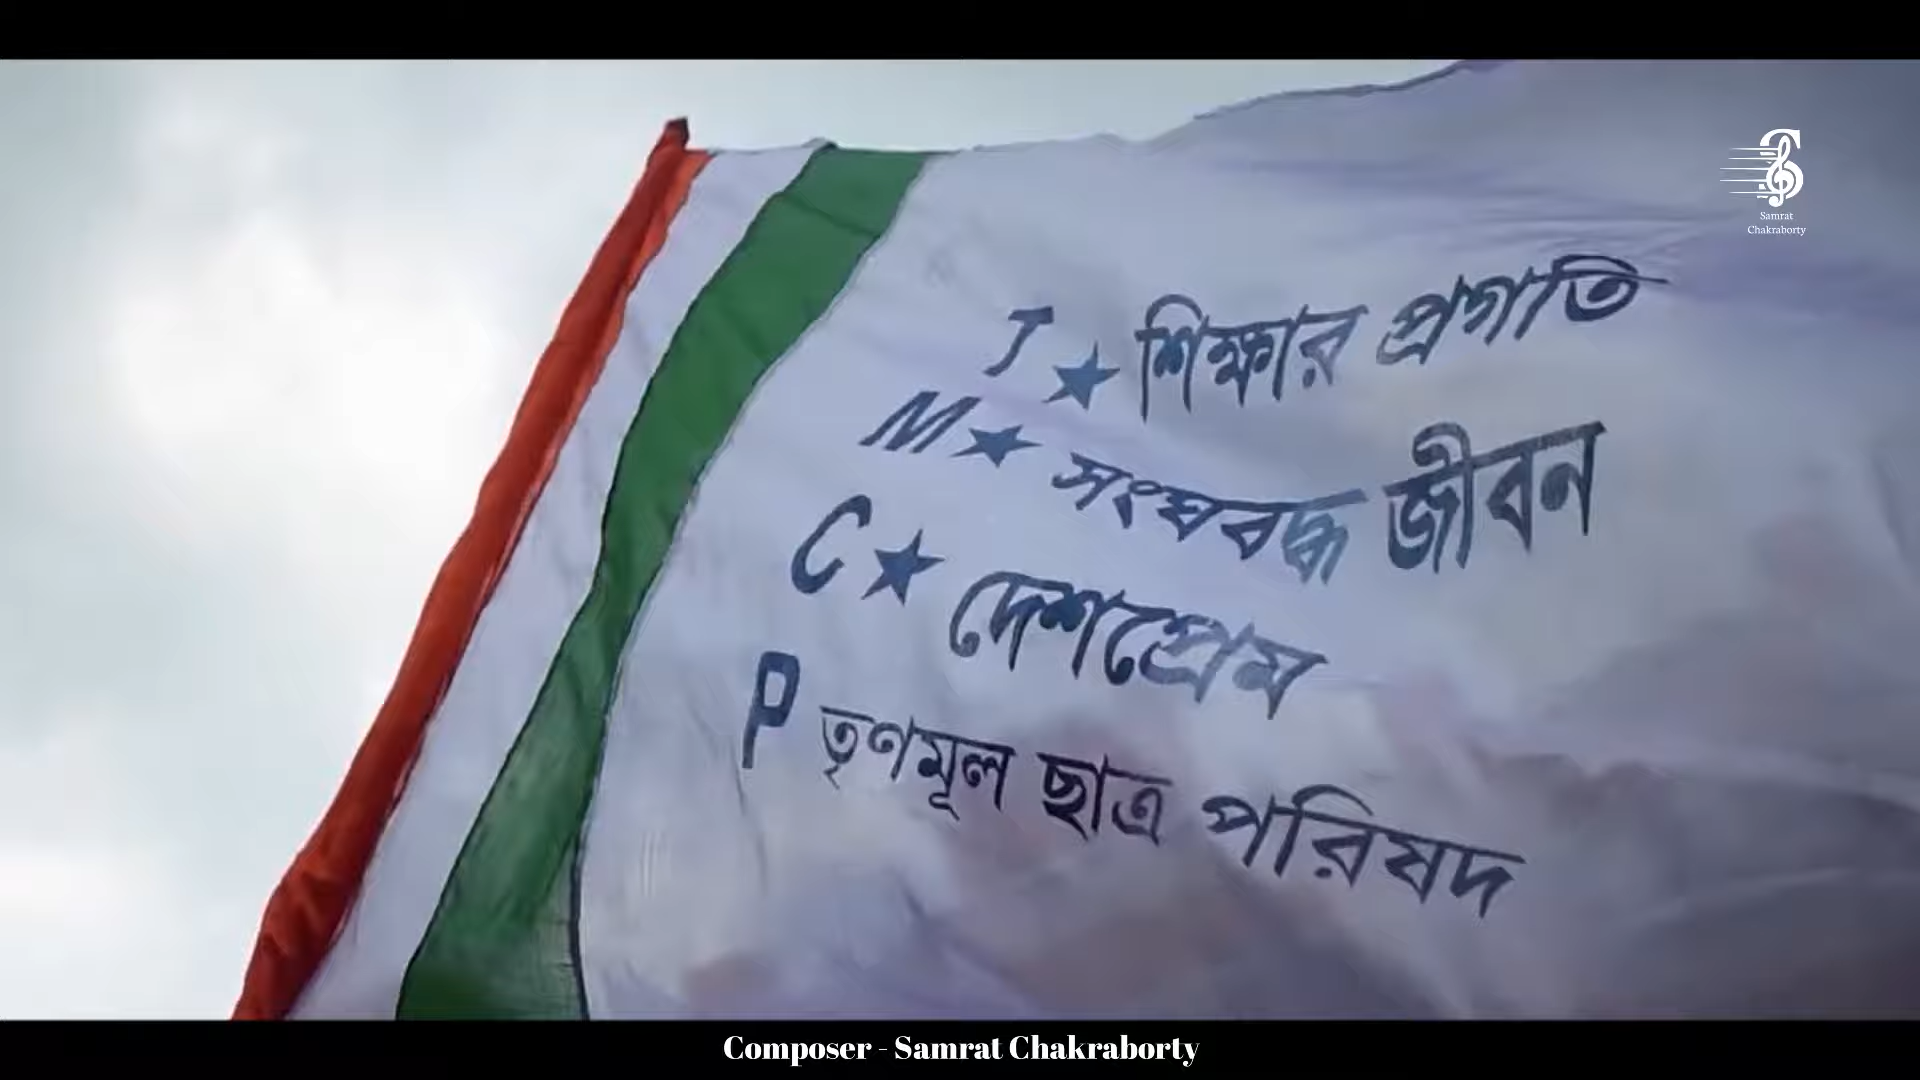 Samrat
Chakraborty
T ★ শিক্ষার প্রগতি
M ★ সংঘবদ্ধ জীবন
C ★ দেশপ্রেম
P তৃণমূল ছাত্র পরিষদ
Composer - Samrat Chakraborty